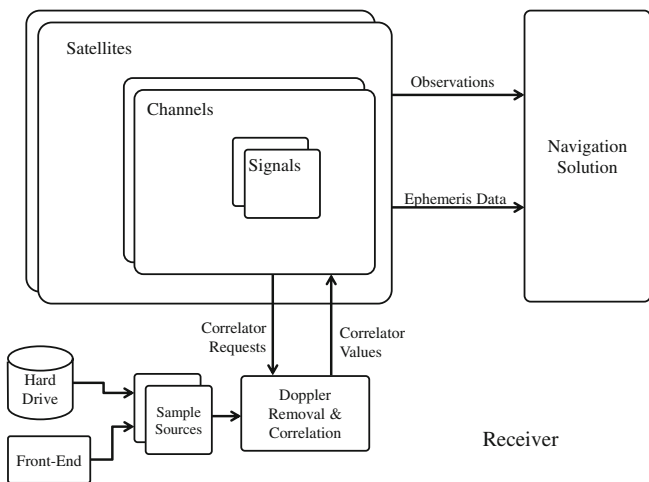 Satellites
Channels
Signals
Observations
Ephemeris Data
Navigation
Solution
Correlator
Requests
Correlator
Values
Hard
Drive
Front-End
Sample
Sources
Doppler
Removal &
Correlation
Receiver